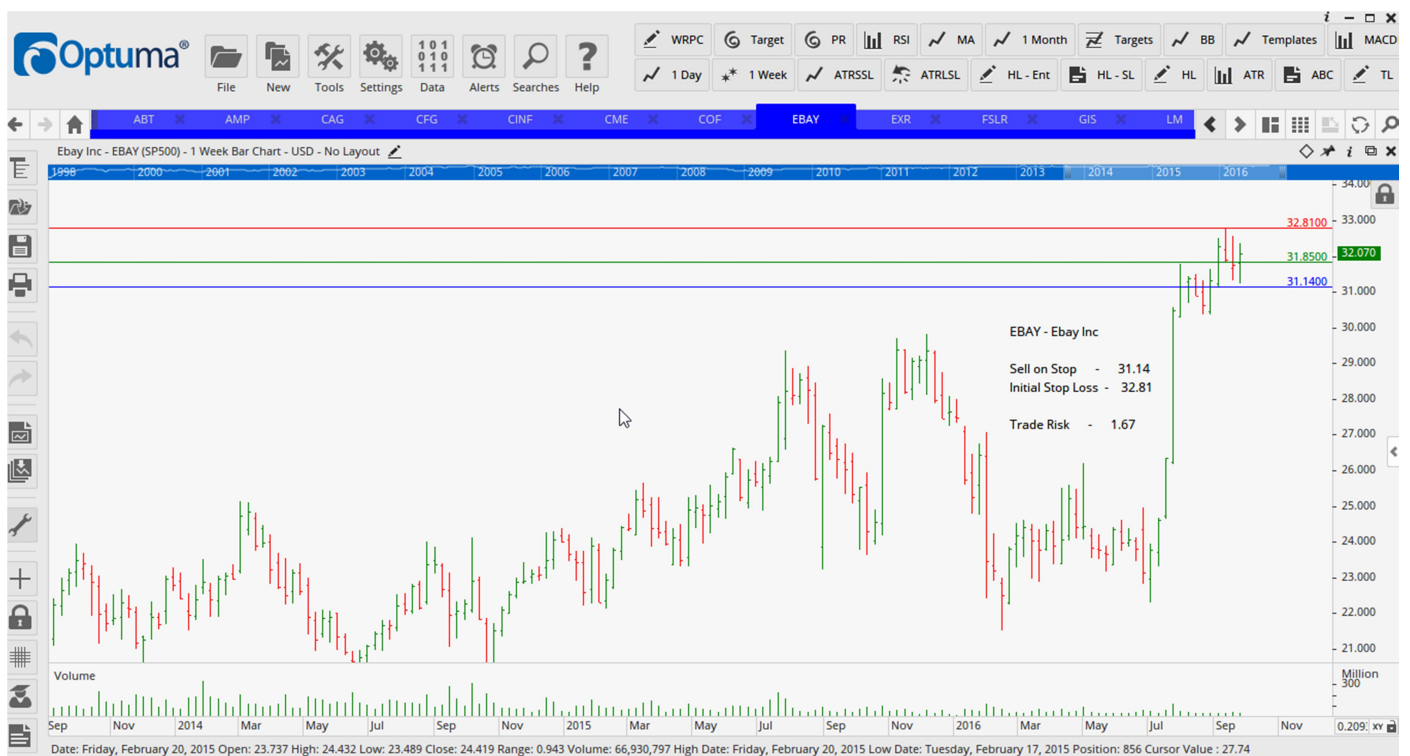 i
Optuma®
File New Tools Settings Data Alerts Searches Help
101
010
111
WRPC Target PR RSI MA 1 Month Targets BB Templates MACD
1 Day 1 Week ATRSSL ATRLSL HL - Ent HL - SL HL ATR ABC TL
ABT AMP CAG CFG CINF CME COF EBAY EXR FSLR GIS LM
Ebay Inc - EBAY (SP500) - 1 Week Bar Chart - USD - No Layout
i
1998 2000 2001 2002 2003 2004 2005 2006 2007 2008 2009 2010 2011 2012 2013 2014 2015 2016
34.00
33.000
32.8100
32.070
31.8500
31.1400
31.000
30.000
EBAY - Ebay Inc
29.000
Sell on Stop - 31.14
Initial Stop Loss - 32.81
28.000
Trade Risk - 1.67
27.000
26.000
25.000
24.000
23.000
22.000
21.000
Volume
Million
300
Sep Nov 2014 Mar May Jul Sep Nov 2015 Mar May Jul Sep Nov 2016 Mar May Jul Sep Nov
XY
Date: Friday, February 20, 2015 Open: 23.737 High: 24.432 Low: 23.489 Close: 24.419 Range: 0.943 Volume: 66,930,797 High Date: Friday, February 20, 2015 Low Date: Tuesday, February 17, 2015 Position: 856 Cursor Value : 27.74